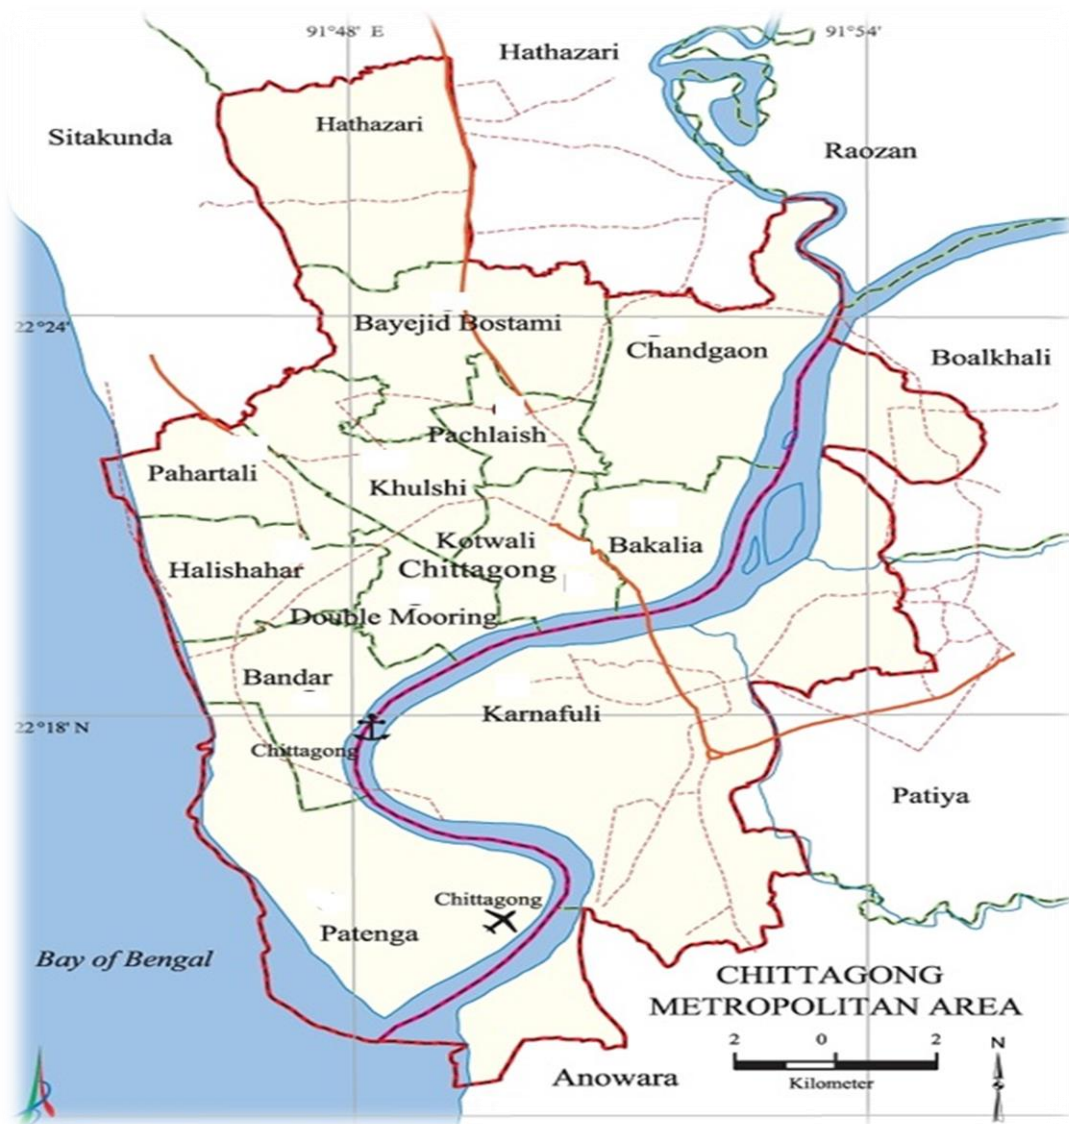 91°48' E
91°54'
Hathazari
Hathazari
Sitakunda
Raozan
22°24'
Bayejid Bostami
Chandgaon
Boalkhali
Pachlaish
Pahartali
Khulshi
Kotwali
Bakalia
Halishahar
Chittagong
Double Mooring
Bandar
Karnafuli
22°18' N
Chittagong
Patiya
Chittagong
Patenga
Bay of Bengal
CHITTAGONG
METROPOLITAN AREA
2 0 2
Kilometer
N
Anowara